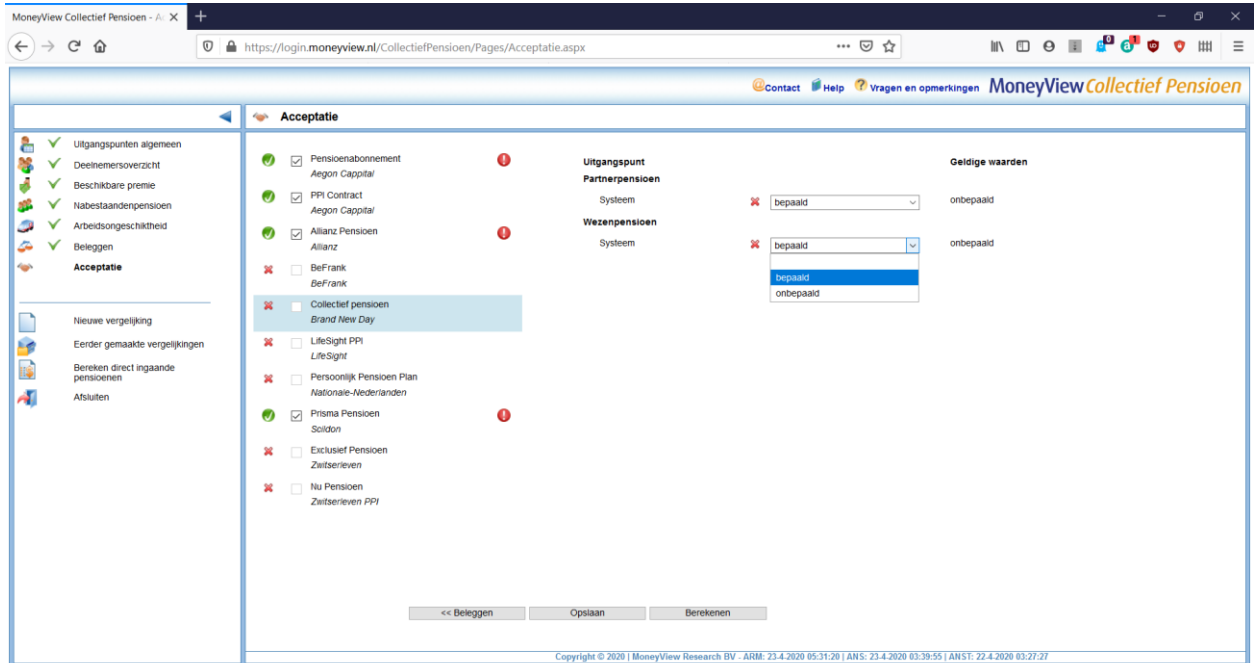 MoneyView Collectief Pensioen - Ac
https://login.moneyview.nl/CollectiefPensioen/Pages/Acceptatie.aspx
Contact Help Vragen en opmerkingen MoneyView Collectief Pensioen
Acceptatie
Uitgangspunten algemeen
Deelnemersoverzicht
Beschikbare premie
Nabestaandenpensioen
Arbeidsongeschiktheid
Beleggen
Acceptatie
Nieuwe vergelijking
Eerder gemaakte vergelijkingen
Bereken direct ingaande
pensioenen
Afsluiten
Pensioenabonnement
Aegon Cappital
PPI Contract
Aegon Cappital
Allianz Pensioen
Allianz
BeFrank
BeFrank
Collectief pensioen
Brand New Day
LifeSight PPI
LifeSight
Persoonlijk Pensioen Plan
Nationale-Nederlanden
Prisma Pensioen
Scildon
Exclusief Pensioen
Zwitserleven
Nu Pensioen
Zwitserleven PPI
Uitgangspunt Geldige waarden
Partnerpensioen
Systeem bepaald onbepaald
Wezenpensioen
Systeem bepaald onbepaald
bepaald
onbepaald
<< Beleggen Opslaan Berekenen
Copyright © 2020 | MoneyView Research BV - ARM: 23-4-2020 05:31:20 | ANS: 23-4-2020 03:39:55 | ANST: 22-4-2020 03:27:27